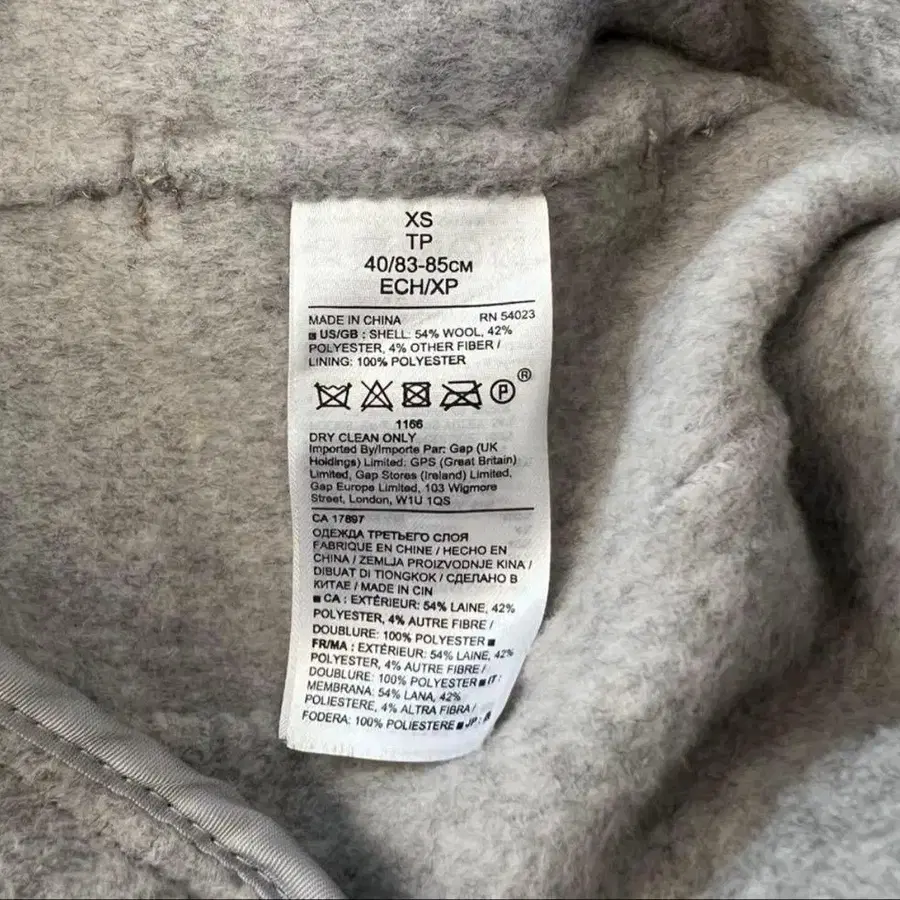 XS
TP
40/83-85CM
ECH/XP
MADE IN CHINA RN 54023
US/GB : SHELL: 54% WOOL, 42%
POLYESTER, 4% OTHER FIBER /
LINING: 100% POLYESTER
P ®
1166
DRY CLEAN ONLY
Imported By/Importe Par: Gap (UK
Holdings) Limited. GPS (Great Britain)
Limited, Gap Stores (Ireland) Limited,
Gap Europe Limited, 103 Wigmore
Street, London, W1U 1QS
CA 17897
ОДЕЖДА ТРЕТЬЕГО СЛОЯ
FABRIQUE EN CHINE / HECHO EN
CHINA / ZEMLJA PROIZVODNJE KINA /
DIBUAT DI TIONGKOK / СДЕЛАНО В
КИТАЕ / MADE IN CIN
■ CA : EXTÉRIEUR: 54% LAINE, 42%
POLYESTER, 4% AUTRE FIBRE /
DOUBLURE: 100% POLYESTER ■
FR/MA : EXTÉRIEUR: 54% LAINE, 42%
POLYESTER, 4% AUTRE FIBRE /
DOUBLURE: 100% POLYESTER ■ IT :
MEMBRANA: 54% LANA, 42%
POLIESTERE, 4% ALTRA FIBRA /
FODERA: 100% POLIESTERE ■ JP :